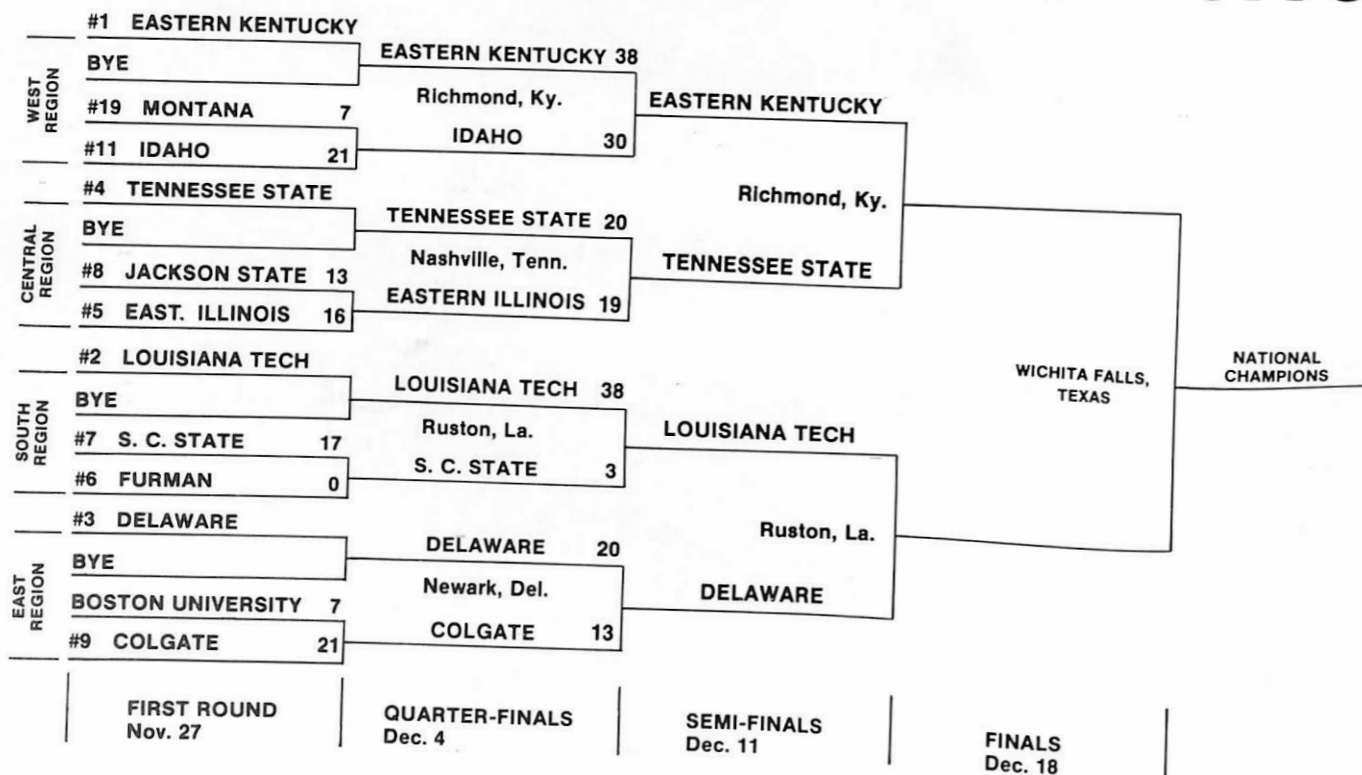 #1 EASTERN KENTUCKY
BYE
#19 MONTANA 7
#11 IDAHO 21
WEST
REGION
#4 TENNESSEE STATE
BYE
#8 JACKSON STATE 13
#5 EAST. ILLINOIS 16
CENTRAL
REGION
#2 LOUISIANA TECH
BYE
#7 S. C. STATE 17
#6 FURMAN 0
SOUTH
REGION
#3 DELAWARE
BYE
BOSTON UNIVERSITY 7
#9 COLGATE 21
EAST
REGION
EASTERN KENTUCKY 38
Richmond, Ky.
IDAHO 30
TENNESSEE STATE 20
Nashville, Tenn.
EASTERN ILLINOIS 19
LOUISIANA TECH 38
Ruston, La.
S. C. STATE 3
DELAWARE 20
Newark, Del.
COLGATE 13
EASTERN KENTUCKY
Richmond, Ky.
TENNESSEE STATE
LOUISIANA TECH
Ruston, La.
DELAWARE
WICHITA FALLS,
TEXAS
NATIONAL
CHAMPIONS
FIRST ROUND
Nov. 27
QUARTER-FINALS
Dec. 4
SEMI-FINALS
Dec. 11
FINALS
Dec. 18